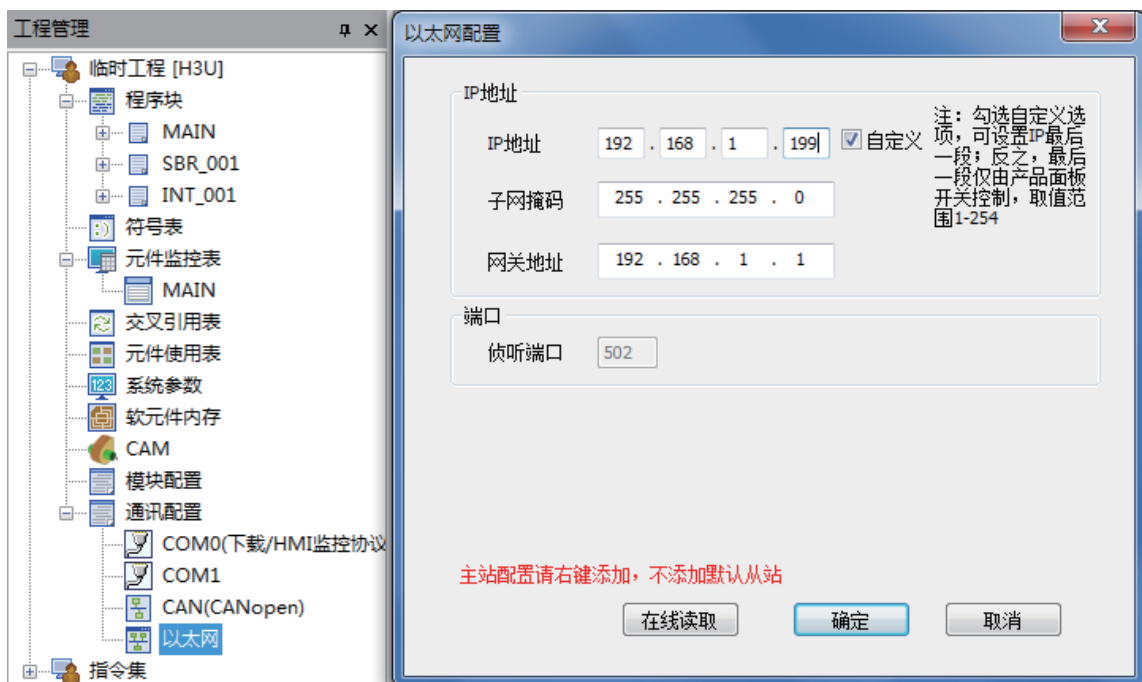 工程管理
临时工程 [H3U]
程序块
MAIN
SBR_001
INT_001
符号表
元件监控表
MAIN
交叉引用表
元件使用表
123
系统参数
软元件内存
CAM
模块配置
通讯配置
COM0(下载/HMI监控协议
COM1
CAN(CANopen)
以太网
指令集
以太网配置
IP地址
IP地址
192 . 168 . 1 . 199
自定义
注：勾选自定义选
项，可设置IP最后
一段；反之，最后
一段仅由产品面板
开关控制，取值范
围1-254
子网掩码
255 . 255 . 255 . 0
网关地址
192 . 168 . 1 . 1
端口
侦听端口
502
主站配置请右键添加，不添加默认从站
在线读取
确定
取消